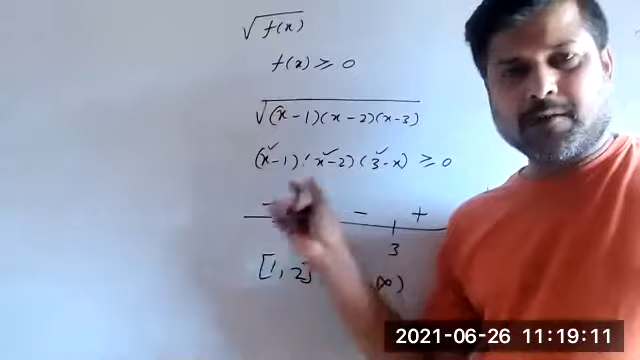 √f(x)
f(x) ≥ 0
√(x-1)(x-2)(x-3)
(x-1)(x-2)(3-x) ≥ 0
- - +
3
[1, 2] ∞)
2021-06-26 11:19:11